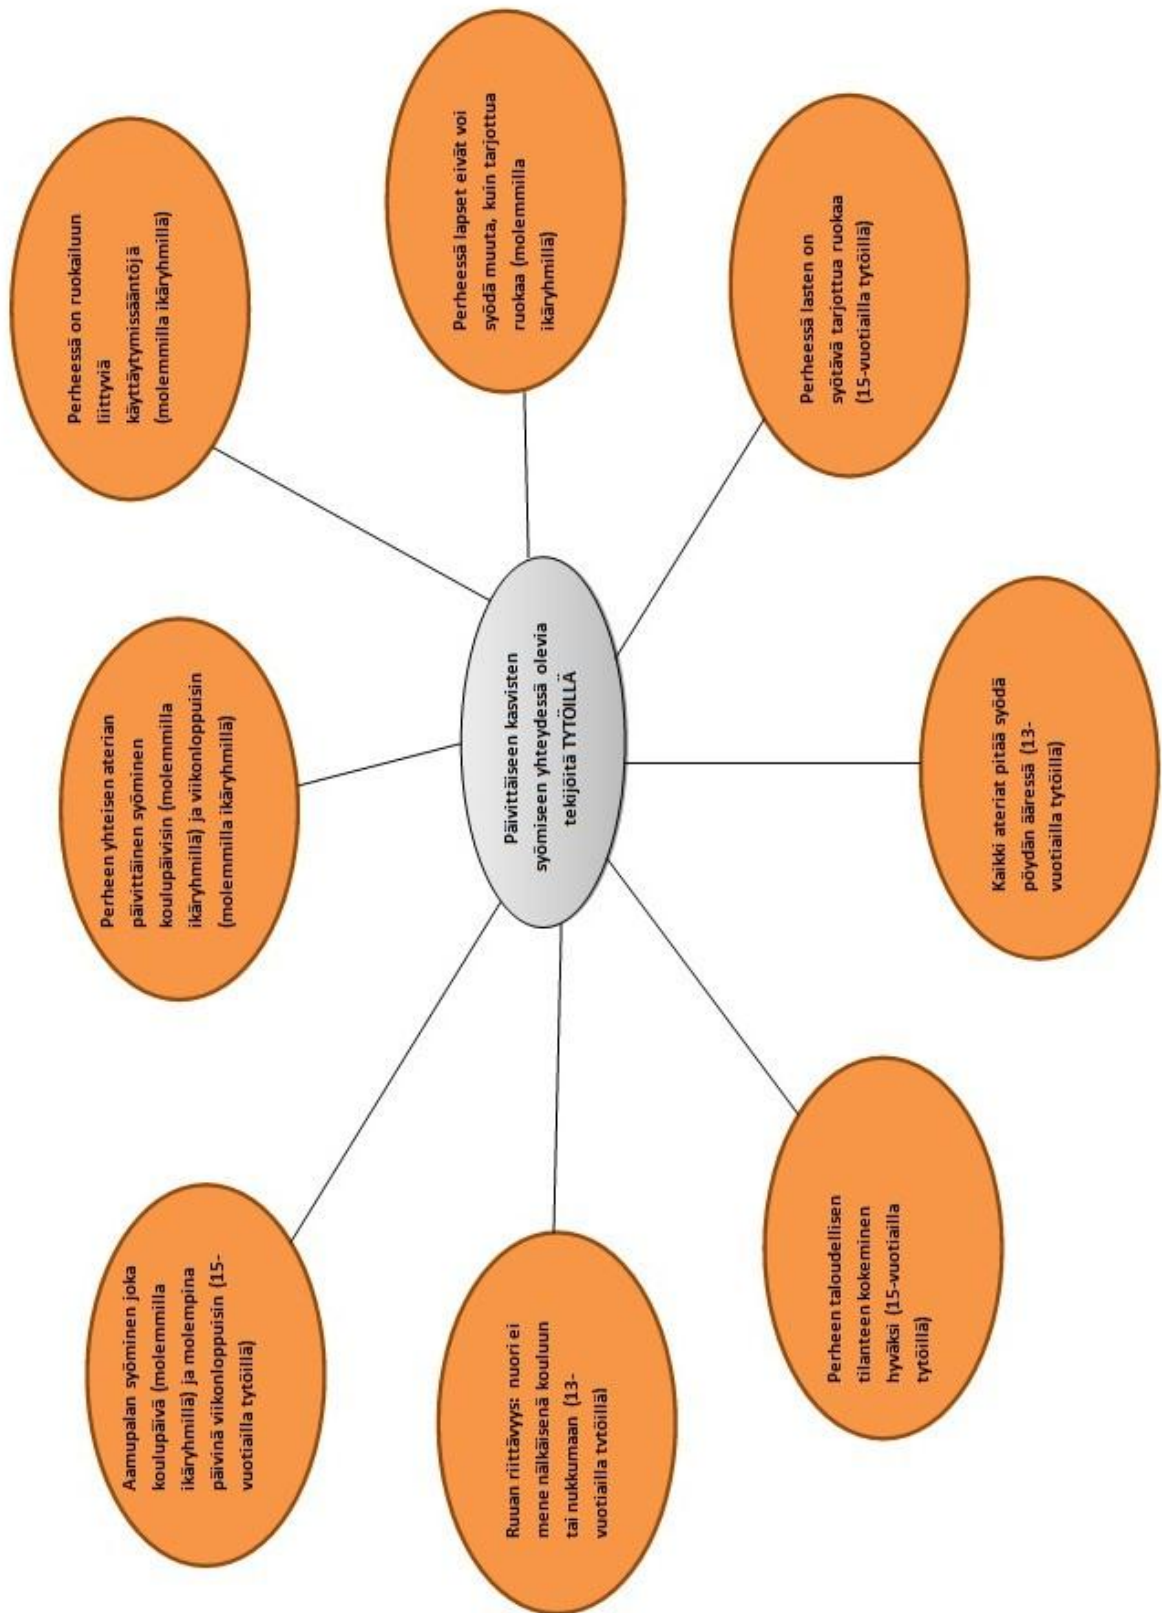 Aamupalan syöminen joka
koulupäivä (molemmilla
ikäryhmillä) ja molempina
päivinä viikonloppuisin (15-
vuotiailla tytöillä)
Perheen yhteisen aterian
päivittäinen syöminen
koulupäivisin (molemmilla
ikäryhmillä) ja viikonloppuisin
(molemmilla ikäryhmillä)
Perheessä on ruokailuun
liittyviä
käyttäytymissääntöjä
(molemmilla ikäryhmillä)
Ruuan riittävyys: nuori ei
mene nälkäisenä kouluun
tai nukkumaan (13-
vuotiailla tytöillä)
Päivittäiseen kasvisten
syömiseen yhteydessä olevia
tekijöitä TYTÖILLÄ
Perheessä lapset eivät voi
syödä muuta, kuin tarjottua
ruokaa (molemmilla
ikäryhmillä)
Perheen taloudellisen
tilanteen kokeminen
hyväksi (15-vuotiailla
tytöillä)
Kaikki ateriat pitää syödä
pöydän ääressä (13-
vuotiailla tytöillä)
Perheessä lasten on
syötävä tarjottua ruokaa
(15-vuotiailla tytöillä)